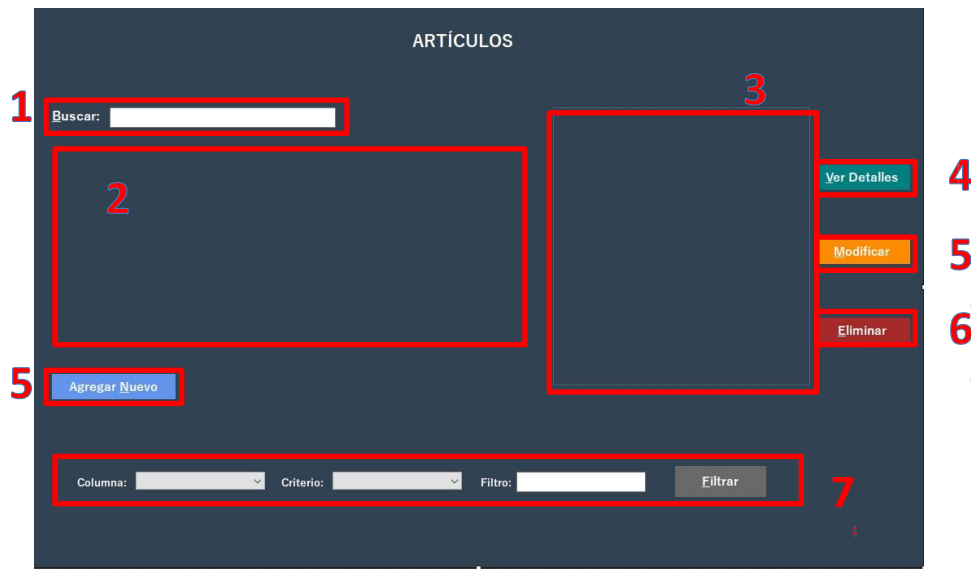 ARTÍCULOS
3
1
Buscar:
2
Ver Detalles
4
Modificar
5
Eliminar
6
5
Agregar Nuevo
Columna: Criterio: Filtro: Filtrar
7